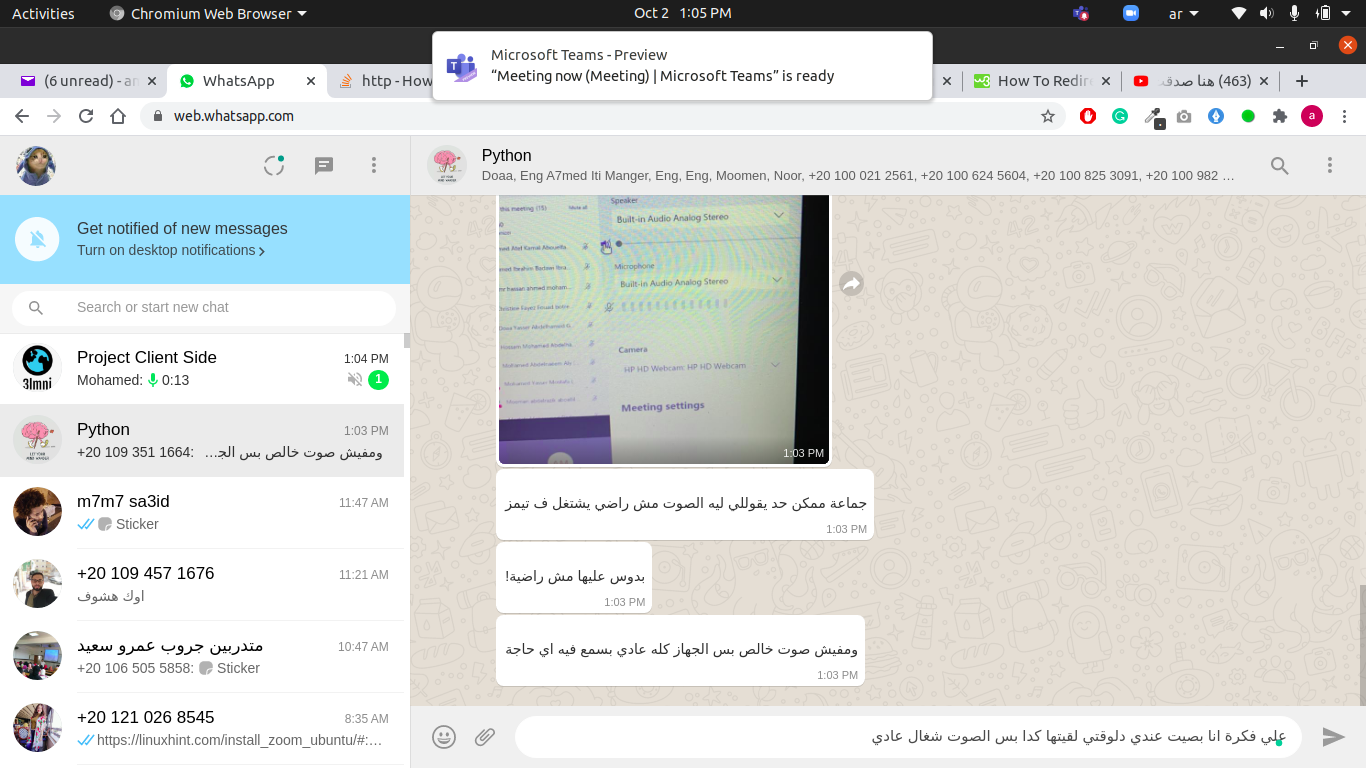 Activities
Chromium Web Browser
Oct 2 1:05 PM
ar
Microsoft Teams - Preview
“Meeting now (Meeting) | Microsoft Teams” is ready
(6 unread) - an
WhatsApp
http - How
How To Redire
(463) هنا صدقي
web.whatsapp.com
a
Get notified of new messages
Turn on desktop notifications
Search or start new chat
Project Client Side
1:04 PM
Mohamed: 0:13
1
Python
1:03 PM
+20 109 351 1664: ومفيش صوت خالص بس الج...
m7m7 sa3id
11:47 AM
Sticker
+20 109 457 1676
11:21 AM
اوك هشوف
متدربين جروب عمرو سعيد
10:47 AM
+20 106 505 5858: Sticker
+20 121 026 8545
8:35 AM
https://linuxhint.com/install_zoom_ubuntu/#:...
Python
Doaa, Eng A7med Iti Manger, Eng, Eng, Moomen, Noor, +20 100 021 2561, +20 100 624 5604, +20 100 825 3091, +20 100 982 ...
this meeting (15)
Mute all
Speaker
Built-in Audio Analog Stereo
Microphone
Built-in Audio Analog Stereo
Camera
HP HD Webcam: HP HD Webcam
Meeting settings
1:03 PM
جماعة ممكن حد يقوللي ليه الصوت مش راضي يشتغل ف تيمز
1:03 PM
بدوس عليها مش راضية!
1:03 PM
ومفيش صوت خالص بس الجهاز كله عادي بسمع فيه اي حاجة
1:03 PM
علي فكرة انا بصيت عندي دلوقتي لقيتها كدا بس الصوت شغال عادي